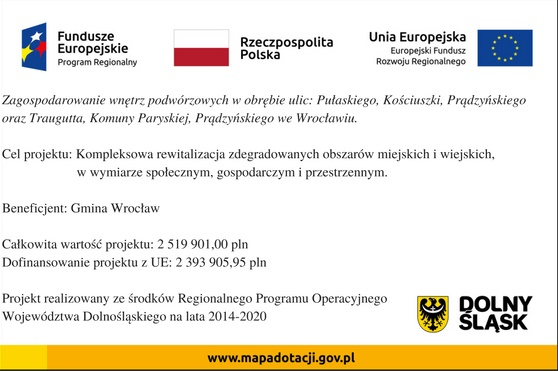 Fundusze
Europejskie
Program Regionalny
Rzeczpospolita
Polska
Unia Europejska
Europejski Fundusz
Rozwoju Regionalnego
Zagospodarowanie wnętrz podwórzowych w obrębie ulic: Pułaskiego, Kościuszki, Prądzyńskiego
oraz Traugutta, Komuny Paryskiej, Prądzyńskiego we Wrocławiu.
Cel projektu: Kompleksowa rewitalizacja zdegradowanych obszarów miejskich i wiejskich,
w wymiarze społecznym, gospodarczym i przestrzennym.
Beneficjent: Gmina Wrocław
Całkowita wartość projektu: 2 519 901,00 pln
Dofinansowanie projektu z UE: 2 393 905,95 pln
Projekt realizowany ze środków Regionalnego Programu Operacyjnego
Województwa Dolnośląskiego na lata 2014-2020
DOLNY
ŚLĄSK
www.mapadotacji.gov.pl